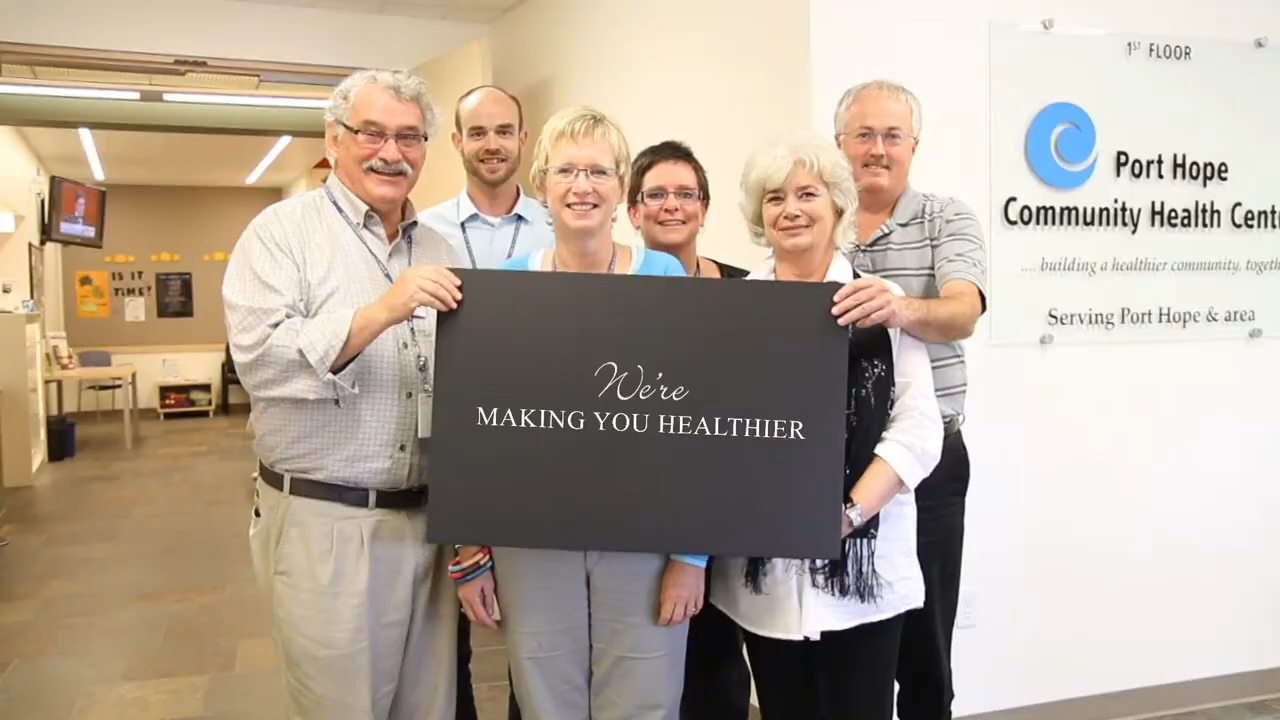 IS IT
TIME?
We're
MAKING YOU HEALTHIER
1ST FLOOR
Port Hope
Community Health Cent
.... building a healthier community, togeth
Serving Port Hope & area